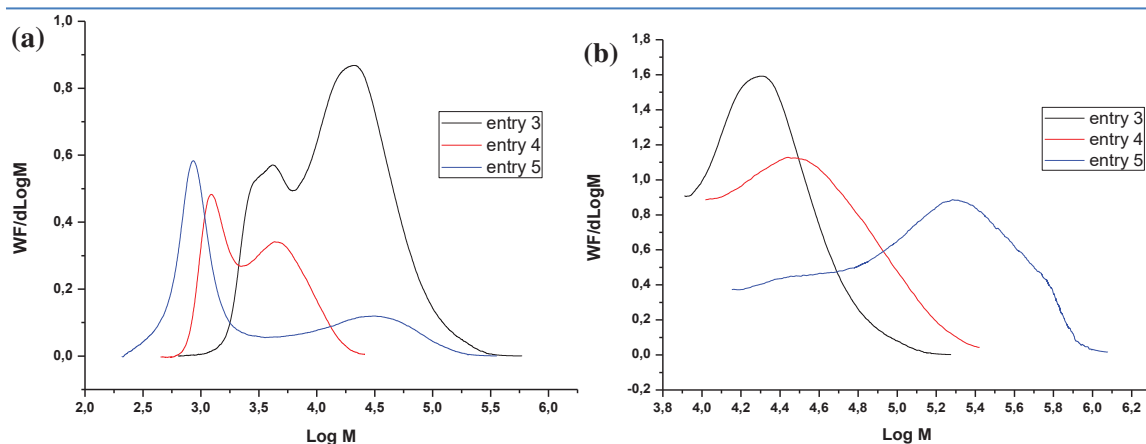 (a)
1,0
0,8
0,6
0,4
0,2
0,0
WF/dLogM
entry 3
entry 4
entry 5
2,0 2,5 3,0 3,5 4,0 4,5 5,0 5,5 6,0
Log M
(b)
1,8
1,6
1,4
1,2
1,0
0,8
0,6
0,4
0,2
0,0
-0,2
WF/dLogM
entry 3
entry 4
entry 5
3,8 4,0 4,2 4,4 4,6 4,8 5,0 5,2 5,4 5,6 5,8 6,0 6,2
Log M